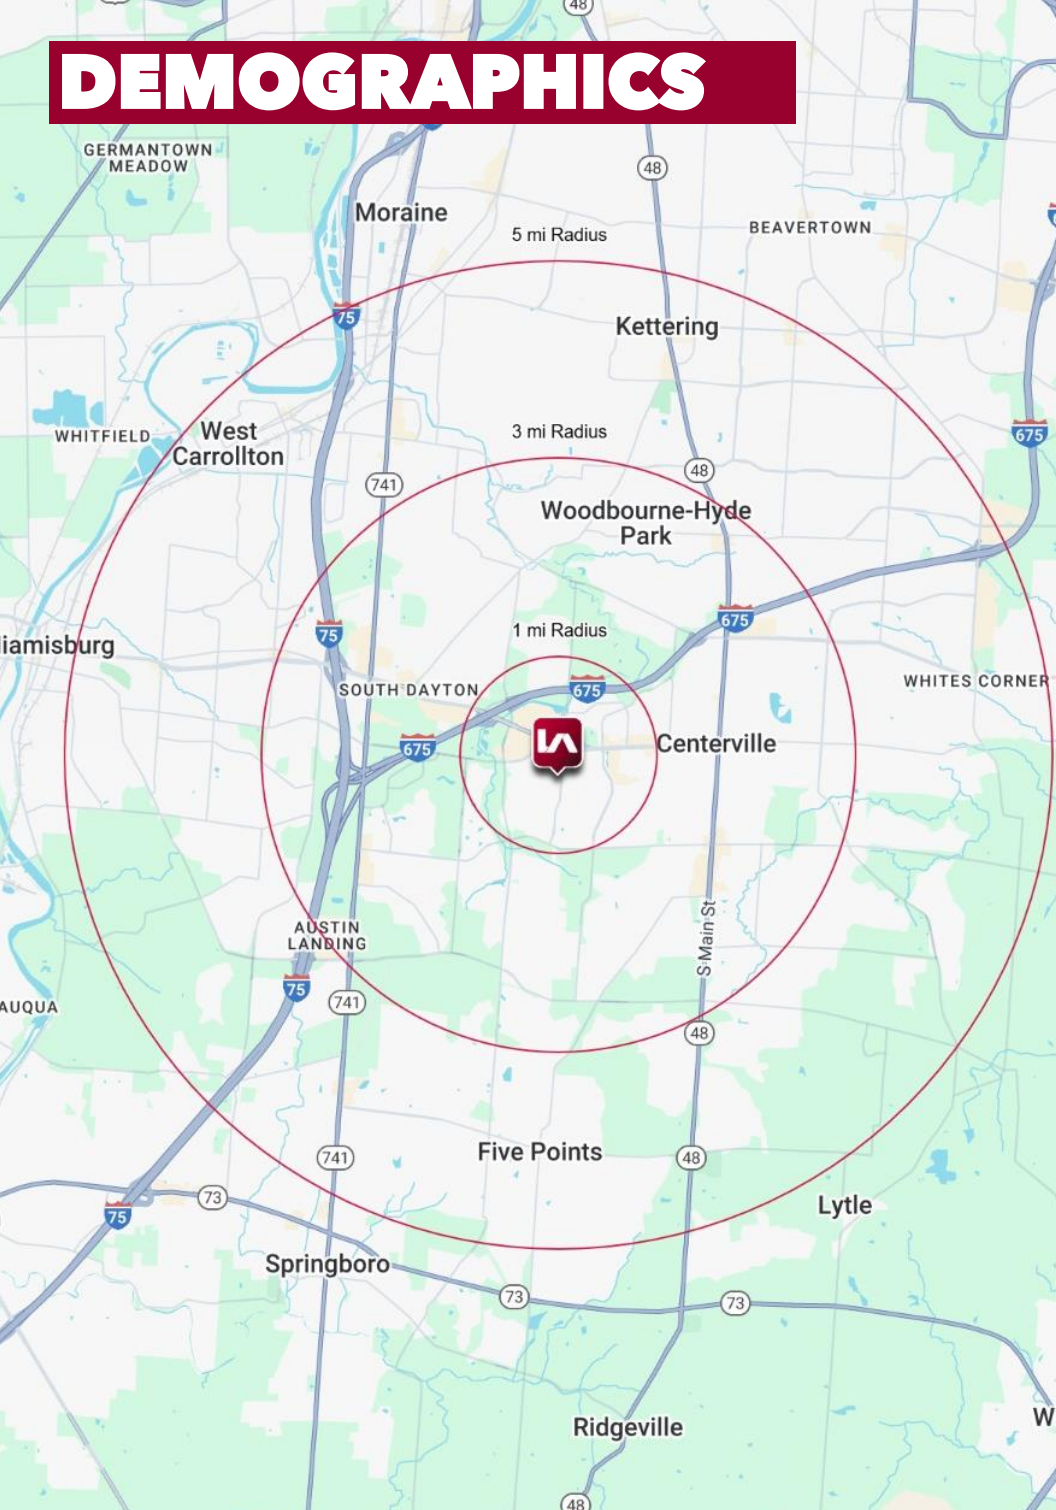 48
DEMOGRAPHICS
GERMANTOWN
MEADOW
48
Moraine
BEAVERTOWN
5 mi Radius
75
Kettering
WHITFIELD
West
Carrollton
3 mi Radius
675
741
48
Woodbourne-Hyde
Park
75
1 mi Radius
675
iamisburg
SOUTH DAYTON
675
WHITES CORNER
675
Centerville
AUSTIN
LANDING
S Main St
75
741
AUQUA
48
741
Five Points
48
73
75
Lytle
Springboro
73
73
Ridgeville
W
48